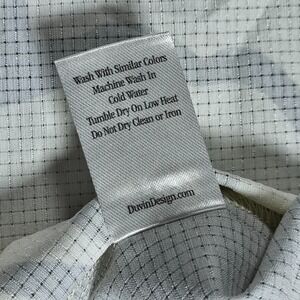 Wash With Similar Colors
Machine Wash In
Cold Water
Tumble Dry On Low Heat
Do Not Dry Clean or Iron
DuvinDesign.com